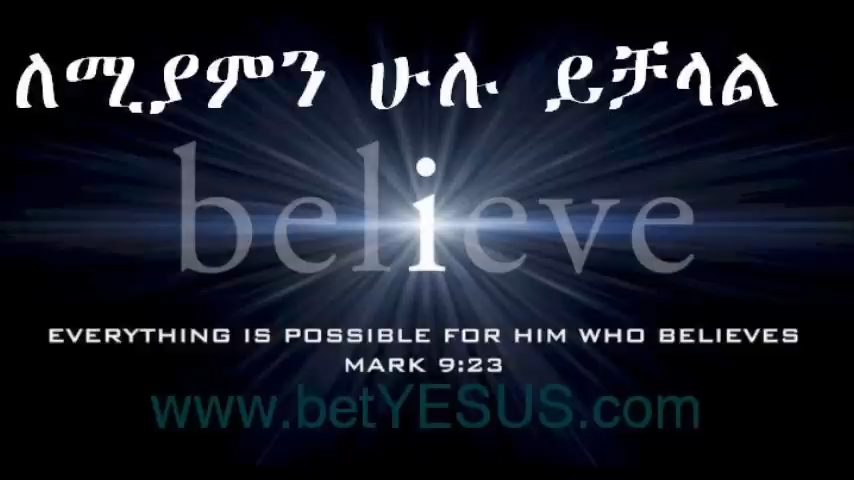 ለሚያምን ሁሉ ይቻላል
believe
EVERYTHING IS POSSIBLE FOR HIM WHO BELIEVES
MARK 9:23
www.betYESUS.com